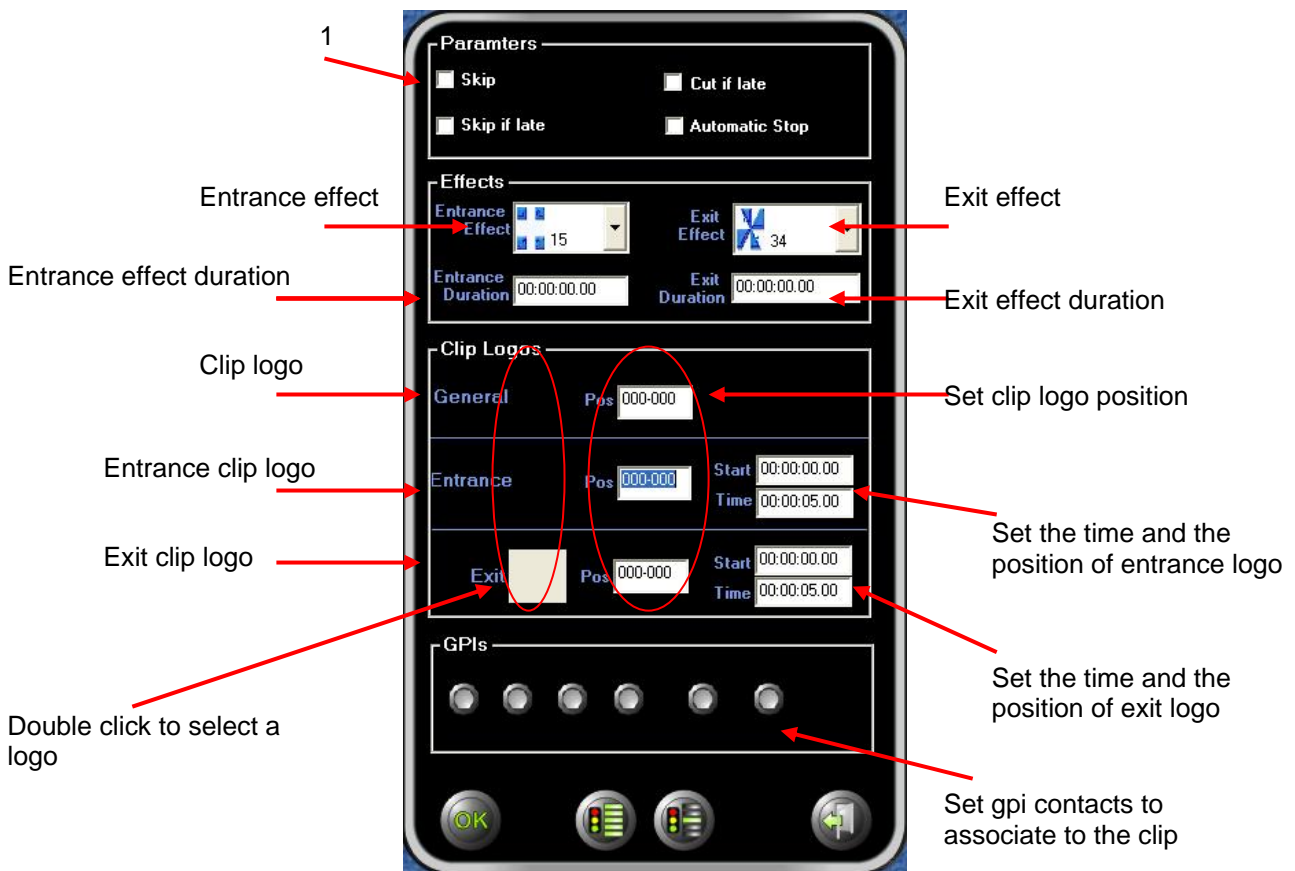 1
Paramters
Skip
Cut if late
Skip if late
Automatic Stop
Effects
Entrance effect
Entrance
Effect
15
Exit
Effect
34
Exit effect
Entrance effect duration
Entrance
Duration
00:00:00.00
Exit
Duration
00:00:00.00
Exit effect duration
Clip Logos
Clip logo
General
Pos
000-000
Set clip logo position
Entrance clip logo
Entrance
Pos
000-000
Start
00:00:00.00
Time
00:00:05.00
Set the time and the
position of entrance logo
Exit clip logo
Exit
Pos
000-000
Start
00:00:00.00
Time
00:00:05.00
Set the time and the
position of exit logo
GPIs
Double click to select a
logo
Set gpi contacts to
associate to the clip
OK